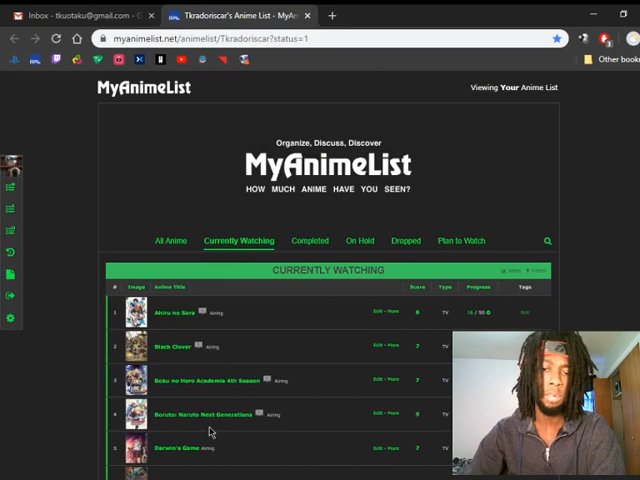 Inbox - tkuotaku@gmail.com - G
Tkradoriscar's Anime List - MyAn
myanimelist.net/animelist/Tkradoriscar?status=1
Other book
MyAnimeList
Viewing Your Anime List
Organize, Discuss, Discover
MyAnimeList
HOW MUCH ANIME HAVE YOU SEEN?
All Anime Currently Watching Completed On Hold Dropped Plan to Watch
CURRENTLY WATCHING
# Image Anime Title Score Type Progress Tags
1 Ahiru no Sora Airing Edit - More 8 TV 16 / 50
2 Black Clover Airing Edit - More 7 TV
3 Boku no Hero Academia 4th Season Airing Edit - More 7 TV
4 Boruto: Naruto Next Generations Airing Edit - More 9 TV
5 Darwin's Game Airing Edit - More 7 TV